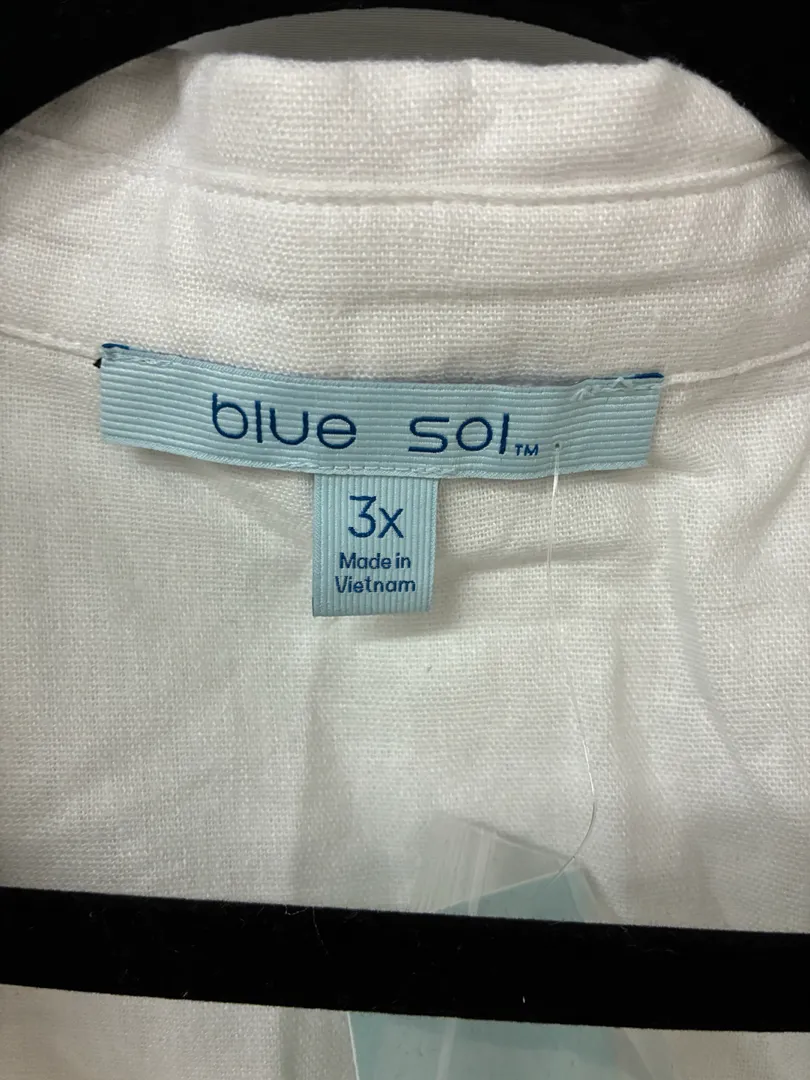 blue sol™
3x
Made in
Vietnam